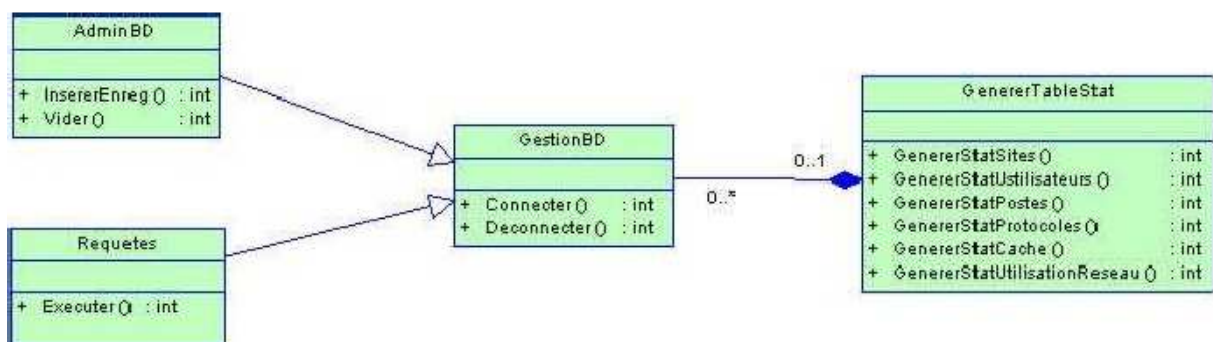 AdminBD
+ InsererEnreg () : int
+ Vider () : int
GestionBD
+ Connecter () : int
+ Deconnecter () : int
Requetes
+ Executer () : int
0..*
0..1
GenererTableStat
+ GenererStatSites () : int
+ GenererStatUstilisateurs () : int
+ GenererStatPostes () : int
+ GenererStatProtocoles () : int
+ GenererStatCache () : int
+ GenererStatUtilisationReseau () : int